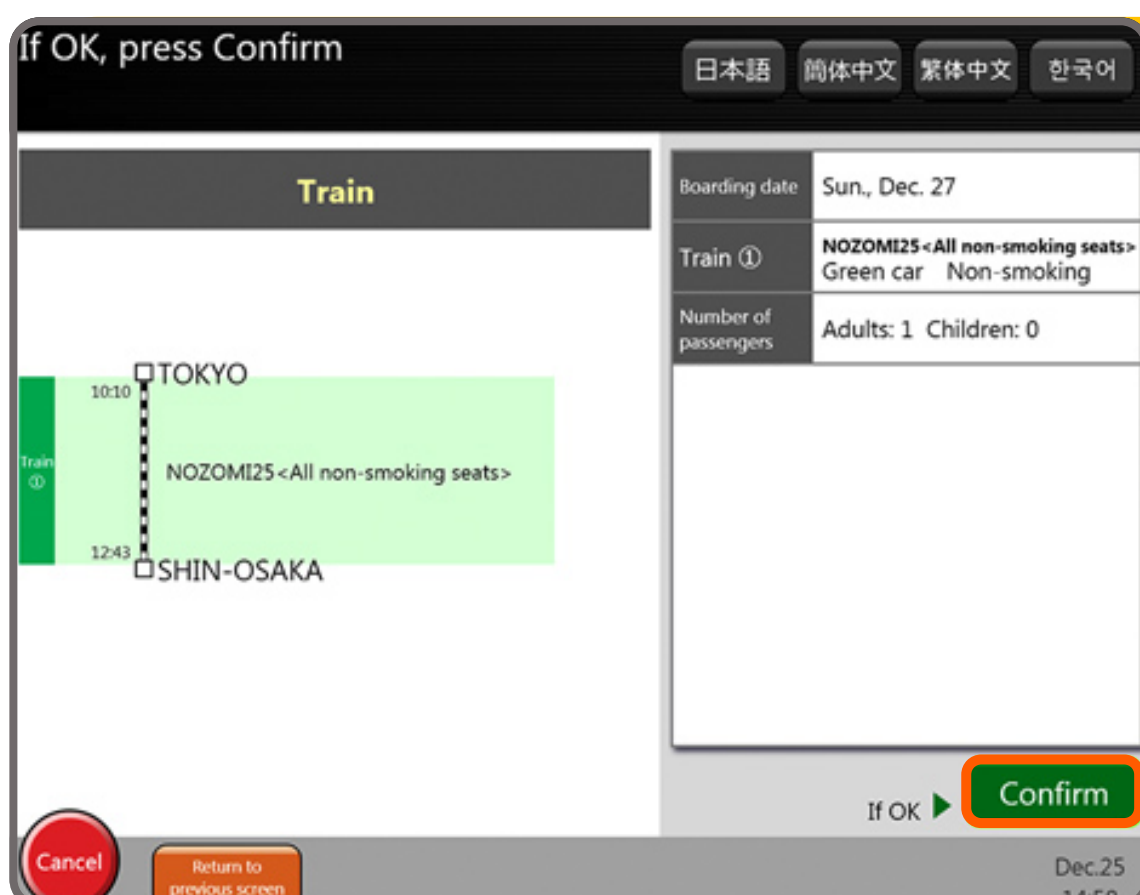 If OK, press Confirm
日本語 简体中文 繁体中文 한국어
Train
10:10 TOKYO
Train
①
NOZOMI25<All non-smoking seats>
12:43 SHIN-OSAKA
Boarding date Sun., Dec. 27
Train ① NOZOMI25<All non-smoking seats>
Green car Non-smoking
Number of
passengers Adults: 1 Children: 0
If OK ▶ Confirm
Cancel
Return to
previous screen
Dec.25